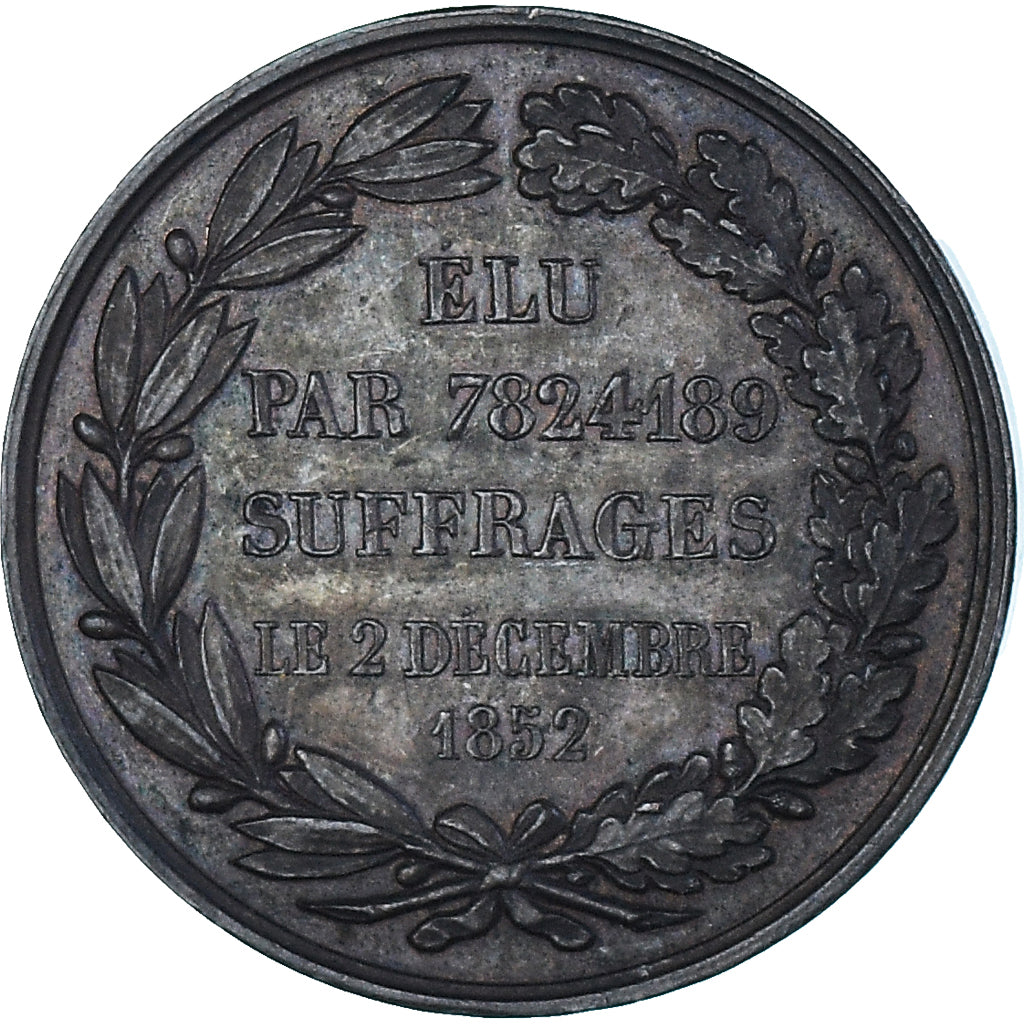 ÉLU
PAR 7824189
SUFFRAGES
LE 2 DÉCEMBRE
1852